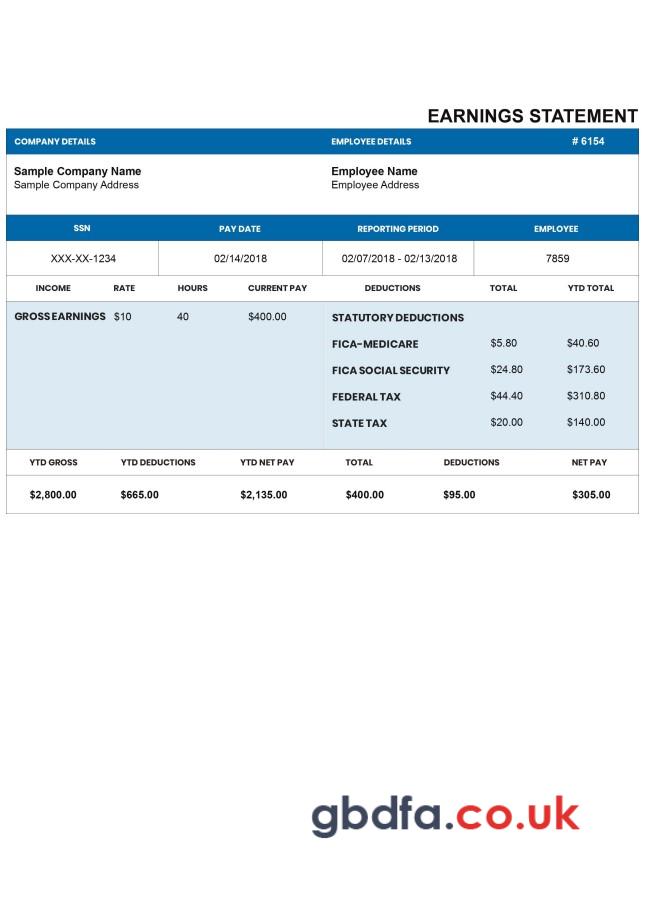 EARNINGS STATEMENT
COMPANY DETAILS EMPLOYEE DETAILS # 6154
Sample Company Name Employee Name
Sample Company Address Employee Address
SSN PAY DATE REPORTING PERIOD EMPLOYEE
XXX-XX-1234 02/14/2018 02/07/2018 - 02/13/2018 7859
INCOME RATE HOURS CURRENT PAY DEDUCTIONS TOTAL YTD TOTAL
GROSS EARNINGS $10 40 $400.00 STATUTORY DEDUCTIONS
FICA-MEDICARE $5.80 $40.60
FICA SOCIAL SECURITY $24.80 $173.60
FEDERAL TAX $44.40 $310.80
STATE TAX $20.00 $140.00
YTD GROSS YTD DEDUCTIONS YTD NET PAY TOTAL DEDUCTIONS NET PAY
$2,800.00 $665.00 $2,135.00 $400.00 $95.00 $305.00
gbdfa.co.uk